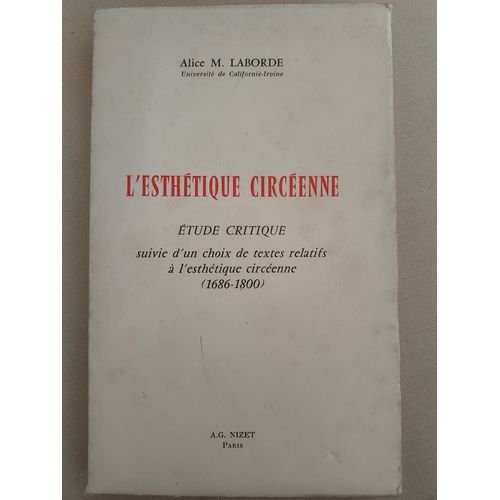 Alice M. LABORDE
Université de Californie-Irvine
L'ESTHÉTIQUE CIRCÉENNE
ÉTUDE CRITIQUE
suivie d'un choix de textes relatifs
à l'esthétique circéenne
(1686-1800)
A.G. NIZET
PARIS